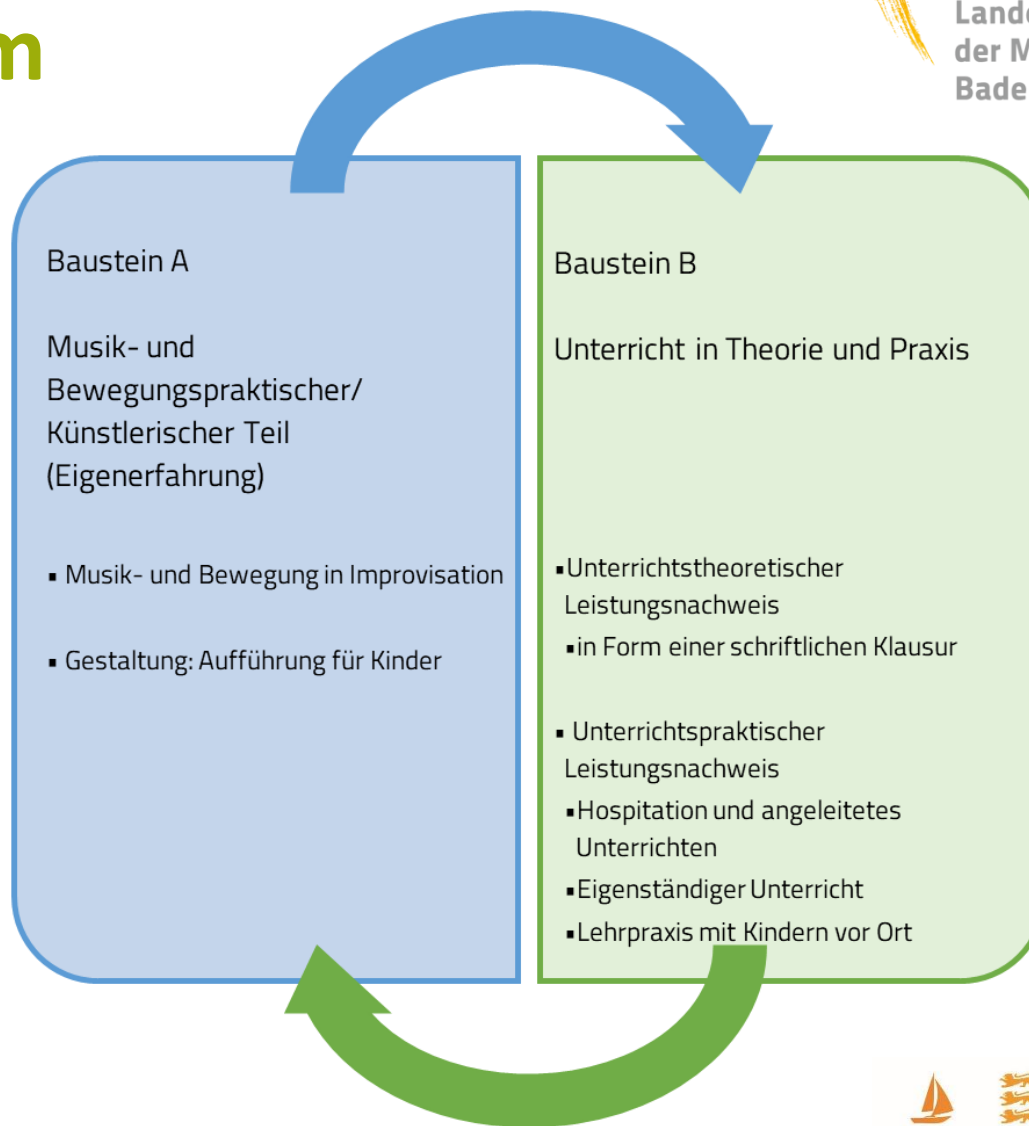 m
Lande
der M
Bade
Baustein A
Musik- und
Bewegungspraktischer/
Künstlerischer Teil
(Eigenerfahrung)
▪ Musik- und Bewegung in Improvisation
▪ Gestaltung: Aufführung für Kinder
Baustein B
Unterricht in Theorie und Praxis
▪Unterrichtstheoretischer
Leistungsnachweis
▪in Form einer schriftlichen Klausur
▪ Unterrichtspraktischer
Leistungsnachweis
▪Hospitation und angeleitetes
Unterrichten
▪Eigenständiger Unterricht
▪Lehrpraxis mit Kindern vor Ort